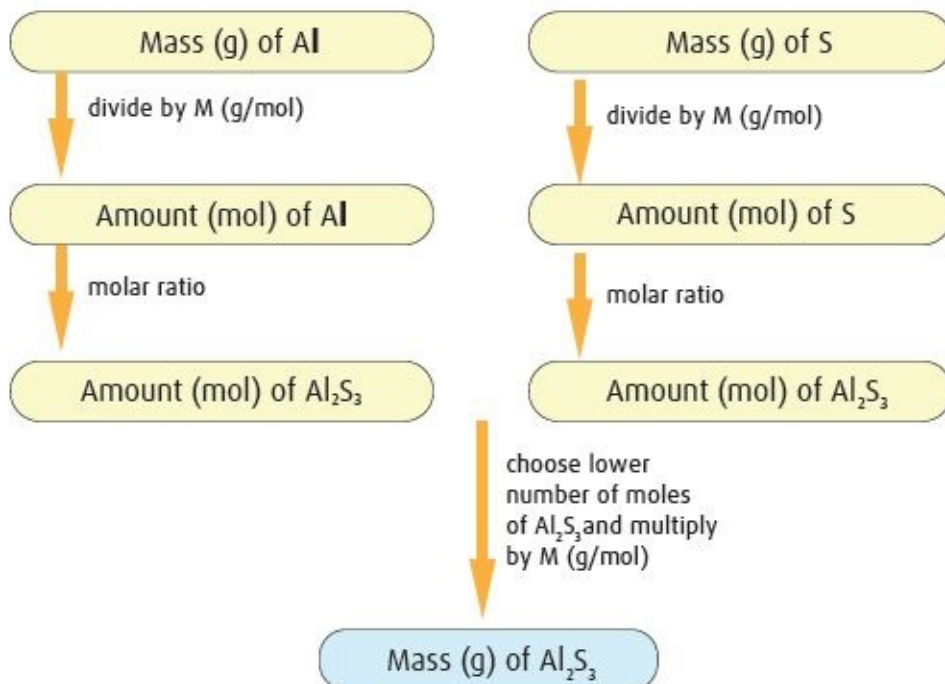 Mass (g) of Al
Mass (g) of S
divide by M (g/mol)
divide by M (g/mol)
Amount (mol) of Al
Amount (mol) of S
molar ratio
molar ratio
Amount (mol) of Al₂S₃
Amount (mol) of Al₂S₃
choose lower
number of moles
of Al₂S₃and multiply
by M (g/mol)
Mass (g) of Al₂S₃